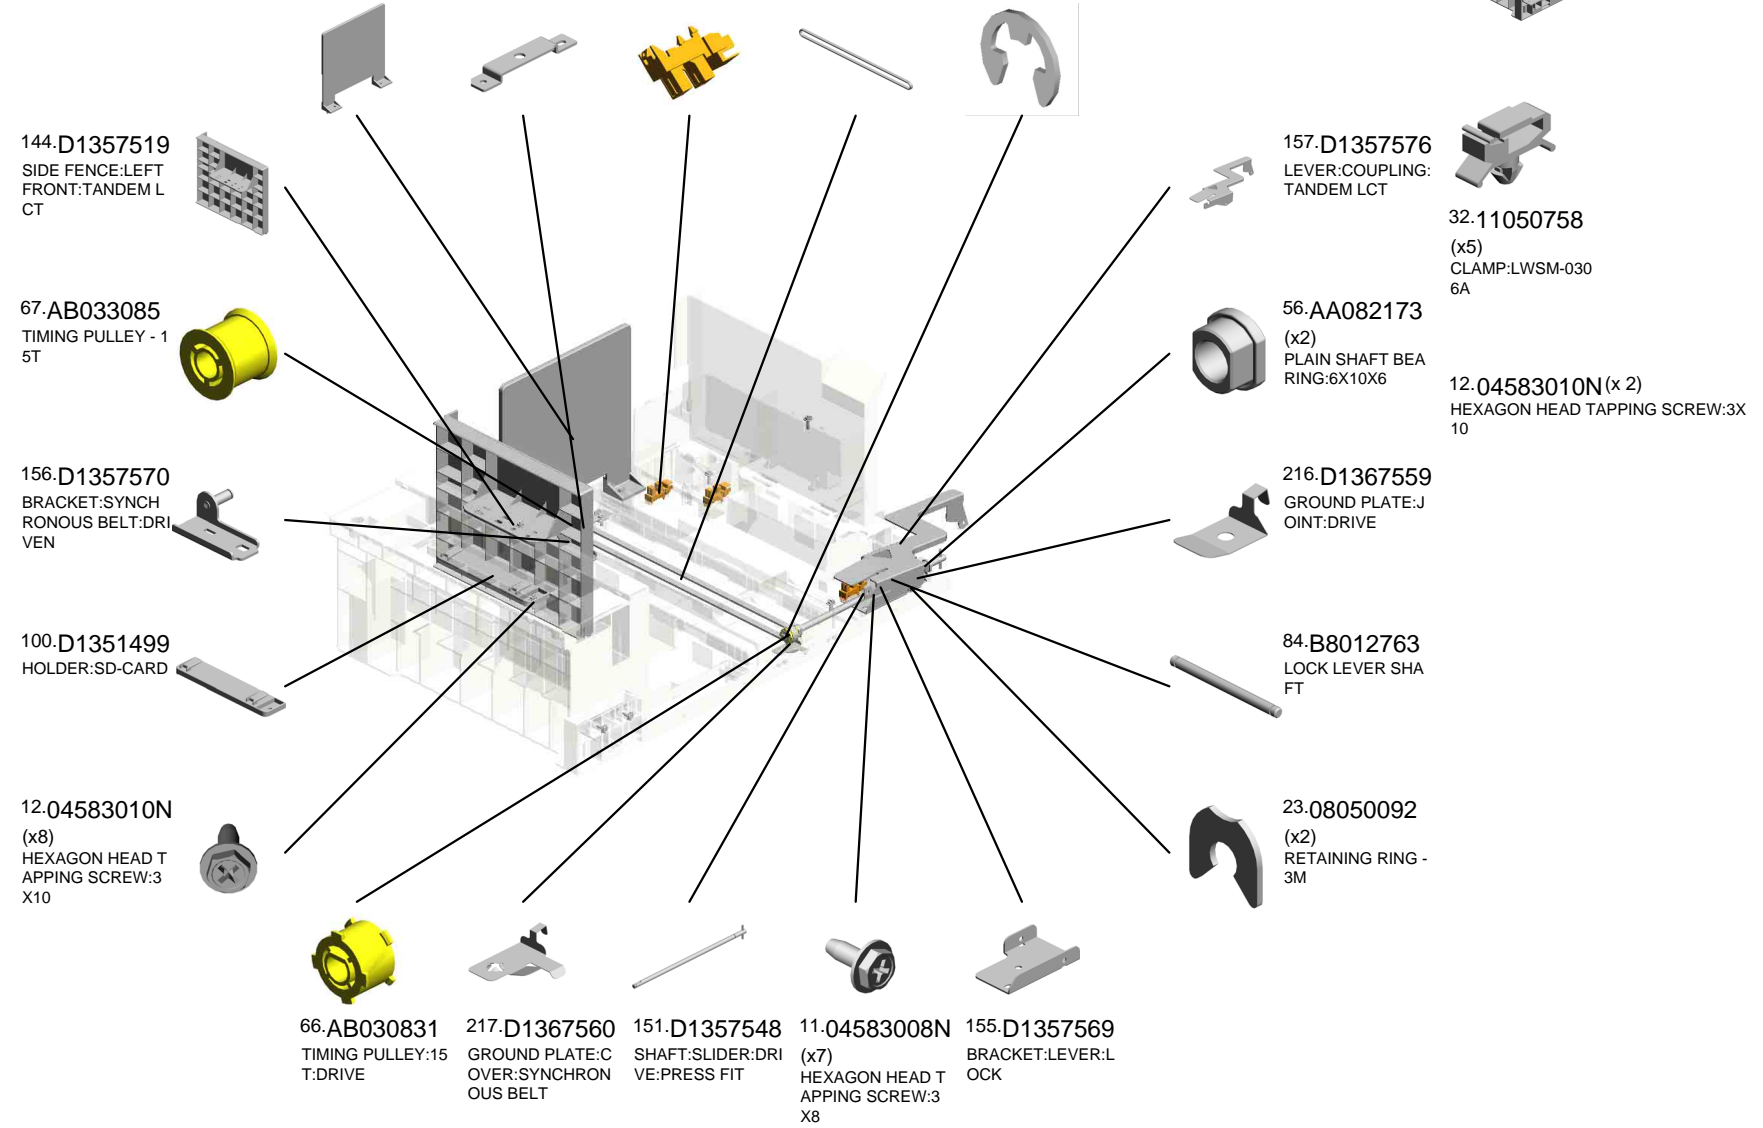 144.D1357519
SIDE FENCE:LEFT
FRONT:TANDEM L
CT
67.AB033085
TIMING PULLEY - 1
5T
156.D1357570
BRACKET:SYNCH
RONOUS BELT:DRI
VEN
100.D1351499
HOLDER:SD-CARD
12.04583010N
(x8)
HEXAGON HEAD T
APPING SCREW:3
X10
66.AB030831
TIMING PULLEY:15
T:DRIVE
217.D1367560
GROUND PLATE:C
OVER:SYNCHRON
OUS BELT
151.D1357548
SHAFT:SLIDER:DRI
VE:PRESS FIT
11.04583008N
(x7)
HEXAGON HEAD T
APPING SCREW:3
X8
155.D1357569
BRACKET:LEVER:L
OCK
157.D1357576
LEVER:COUPLING:
TANDEM LCT
56.AA082173
(x2)
PLAIN SHAFT BEA
RING:6X10X6
216.D1367559
GROUND PLATE:J
OINT:DRIVE
84.B8012763
LOCK LEVER SHA
FT
23.08050092
(x2)
RETAINING RING -
3M
32.11050758
(x5)
CLAMP:LWSM-030
6A
12.04583010N(x 2)
HEXAGON HEAD TAPPING SCREW:3X
10